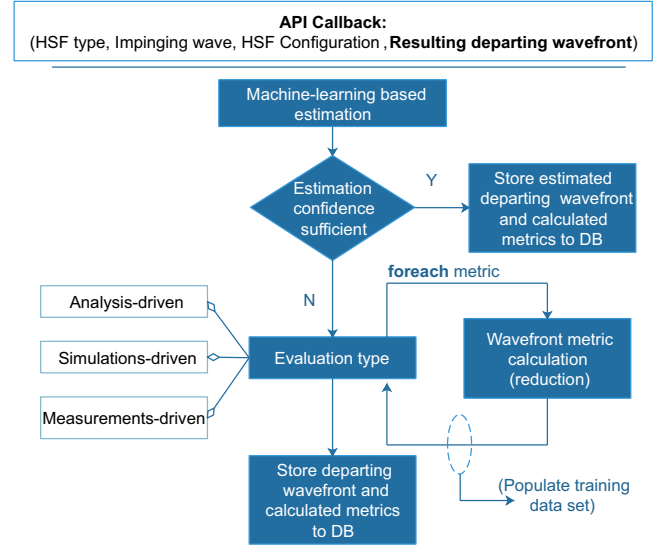 API Callback:
(HSF type, Impinging wave, HSF Configuration , Resulting departing wavefront)
Machine-learning based
estimation
Estimation
confidence
sufficient
Y
Store estimated
departing wavefront
and calculated
metrics to DB
N
foreach metric
Analysis-driven
Simulations-driven
Measurements-driven
Evaluation type
Wavefront metric
calculation
(reduction)
Store departing
wavefront and
calculated metrics
to DB
(Populate training
data set)